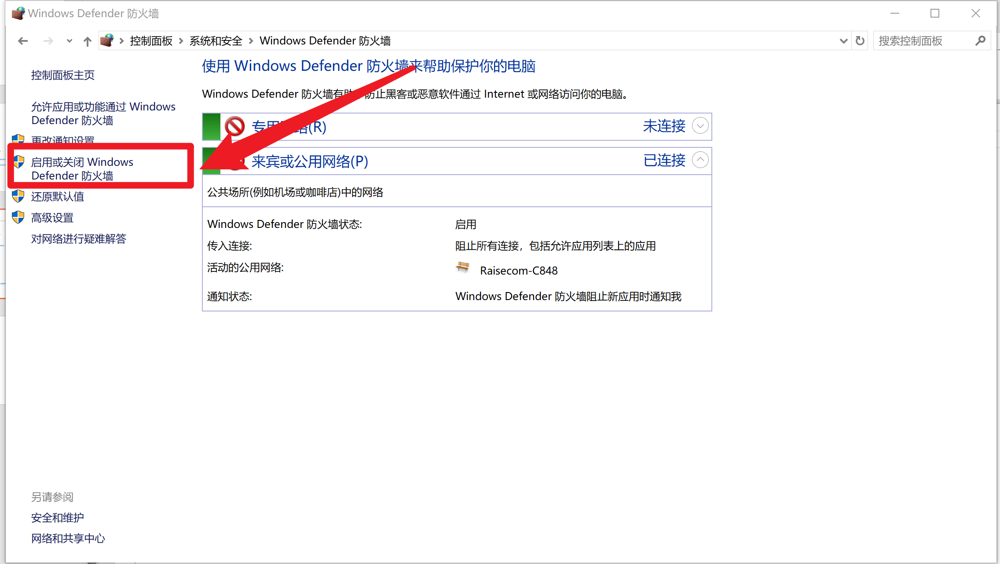 Windows Defender 防火墙
控制面板 系统和安全 Windows Defender 防火墙
搜索控制面板
控制面板主页
允许应用或功能通过 Windows
Defender 防火墙
更改通知设置
启用或关闭 Windows
Defender 防火墙
还原默认值
高级设置
对网络进行疑难解答
另请参阅
安全和维护
网络和共享中心
使用 Windows Defender 防火墙来帮助保护你的电脑
Windows Defender 防火墙有助 防止黑客或恶意软件通过 Internet 或网络访问你的电脑。
专用 络(R) 未连接
来宾或公用网络(P) 已连接
公共场所(例如机场或咖啡店)中的网络
Windows Defender 防火墙状态: 启用
传入连接: 阻止所有连接，包括允许应用列表上的应用
活动的公用网络: Raisecom-C848
通知状态: Windows Defender 防火墙阻止新应用时通知我